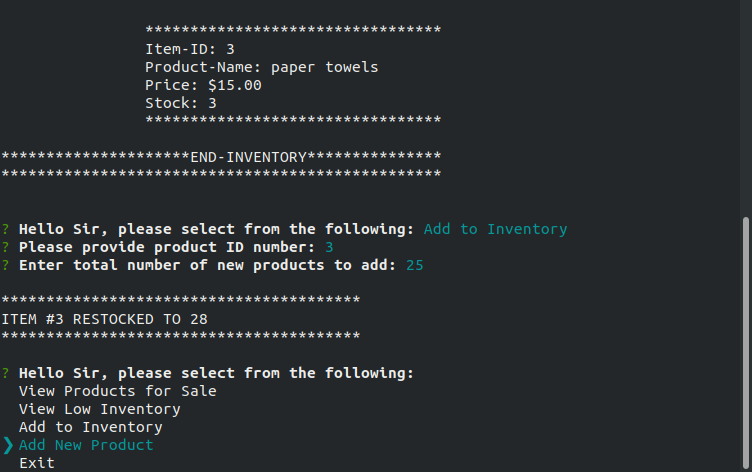 *********************************
Item-ID: 3
Product-Name: paper towels
Price: $15.00
Stock: 3
*********************************
*********************END-INVENTORY***************
*************************************************
? Hello Sir, please select from the following: Add to Inventory
? Please provide product ID number: 3
? Enter total number of new products to add: 25
****************************************
ITEM #3 RESTOCKED TO 28
****************************************
? Hello Sir, please select from the following:
View Products for Sale
View Low Inventory
Add to Inventory
❯ Add New Product
Exit